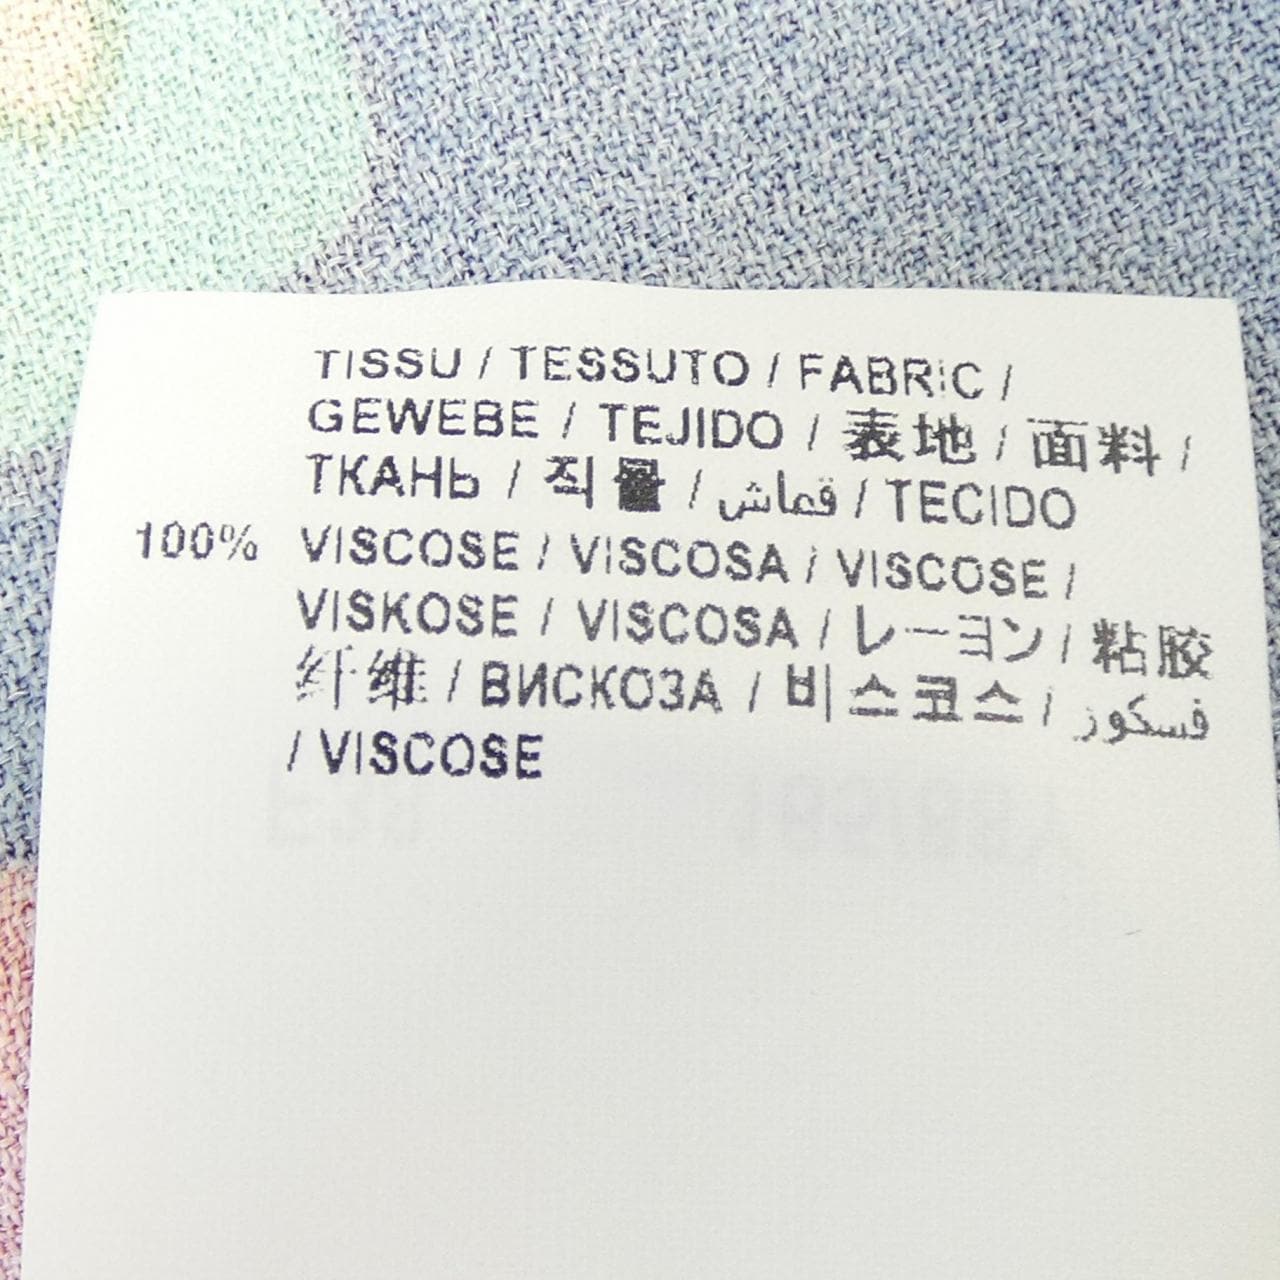 TISSU / TESSUTO / FABRIC /
GEWEBE / TEJIDO / 表地 / 面料 /
ТКАНЬ / 직물 / قماش / TECIDO
100% VISCOSE / VISCOSA / VISCOSE /
VISKOSE / VISCOSA / レーヨン / 粘胶
纤维 / ВИСКОЗА / 비스코스 / فسكوز
/ VISCOSE